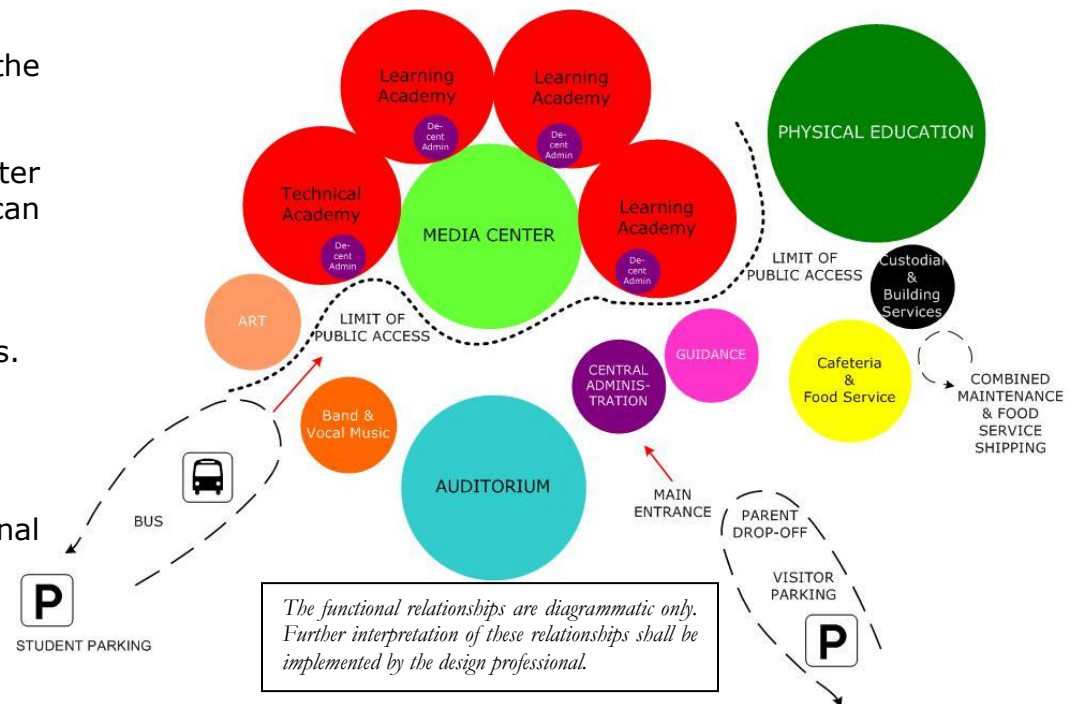 the
ter
can
s.
nal
Learning
Academy
De-
cent
Admin
Learning
Academy
De-
cent
Admin
Technical
Academy
De-
cent
Admin
Learning
Academy
De-
cent
Admin
MEDIA CENTER
PHYSICAL EDUCATION
LIMIT OF
PUBLIC ACCESS
Custodial
&
Building
Services
ART
LIMIT OF
PUBLIC ACCESS
CENTRAL
ADMINIS-
TRATION
GUIDANCE
Cafeteria
&
Food Service
COMBINED
MAINTENANCE
& FOOD
SERVICE
SHIPPING
Band &
Vocal Music
AUDITORIUM
MAIN
ENTRANCE
PARENT
DROP-OFF
VISITOR
PARKING
P
BUS
P
STUDENT PARKING
The functional relationships are diagrammatic only.
Further interpretation of these relationships shall be
implemented by the design professional.